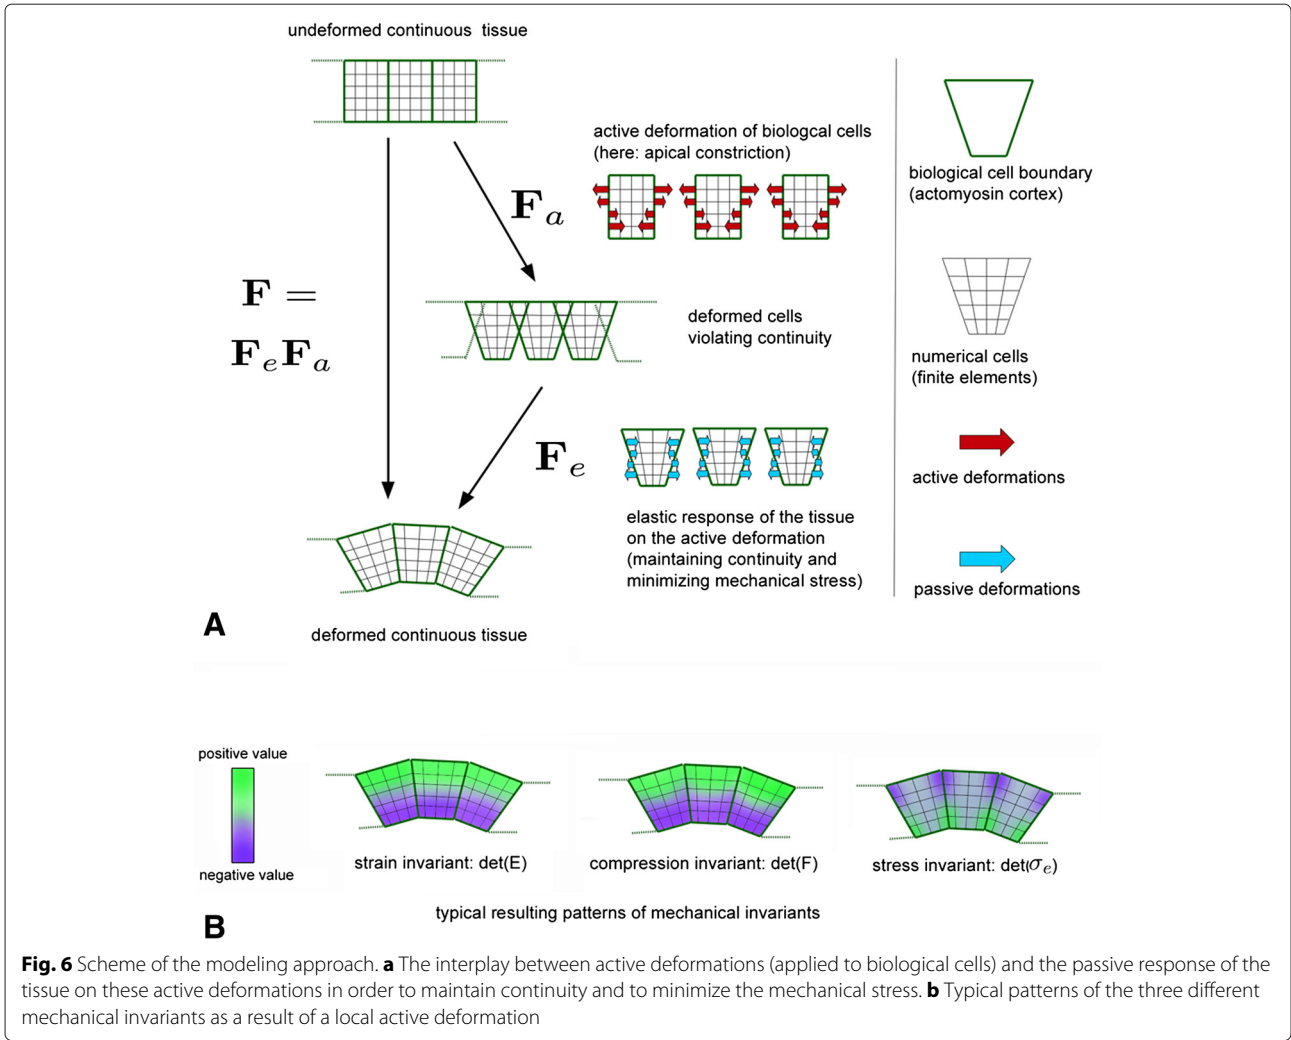 undeformed continuous tissue
active deformation of biologcal cells
(here: apical constriction)
biological cell boundary
(actomyosin cortex)
F_a
F =
F_eF_a
deformed cells
violating continuity
numerical cells
(finite elements)
F_e
active deformations
elastic response of the tissue
on the active deformation
(maintaining continuity and
minimizing mechanical stress)
passive deformations
A
deformed continuous tissue
positive value
negative value
strain invariant: det(E)
compression invariant: det(F)
stress invariant: det(σ_e)
typical resulting patterns of mechanical invariants
B
Fig. 6 Scheme of the modeling approach. a The interplay between active deformations (applied to biological cells) and the passive response of the
tissue on these active deformations in order to maintain continuity and to minimize the mechanical stress. b Typical patterns of the three different
mechanical invariants as a result of a local active deformation